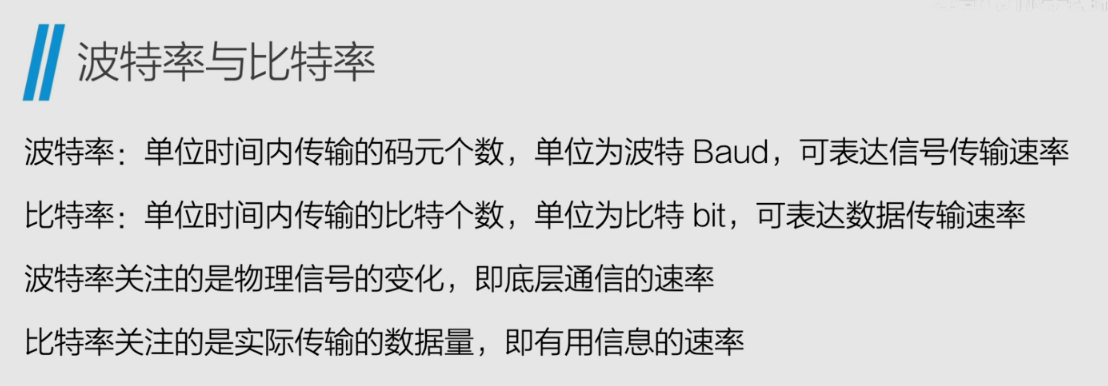 波特率与比特率
波特率：单位时间内传输的码元个数，单位为波特 Baud，可表达信号传输速率
比特率：单位时间内传输的比特个数，单位为比特 bit，可表达数据传输速率
波特率关注的是物理信号的变化，即底层通信的速率
比特率关注的是实际传输的数据量，即有用信息的速率